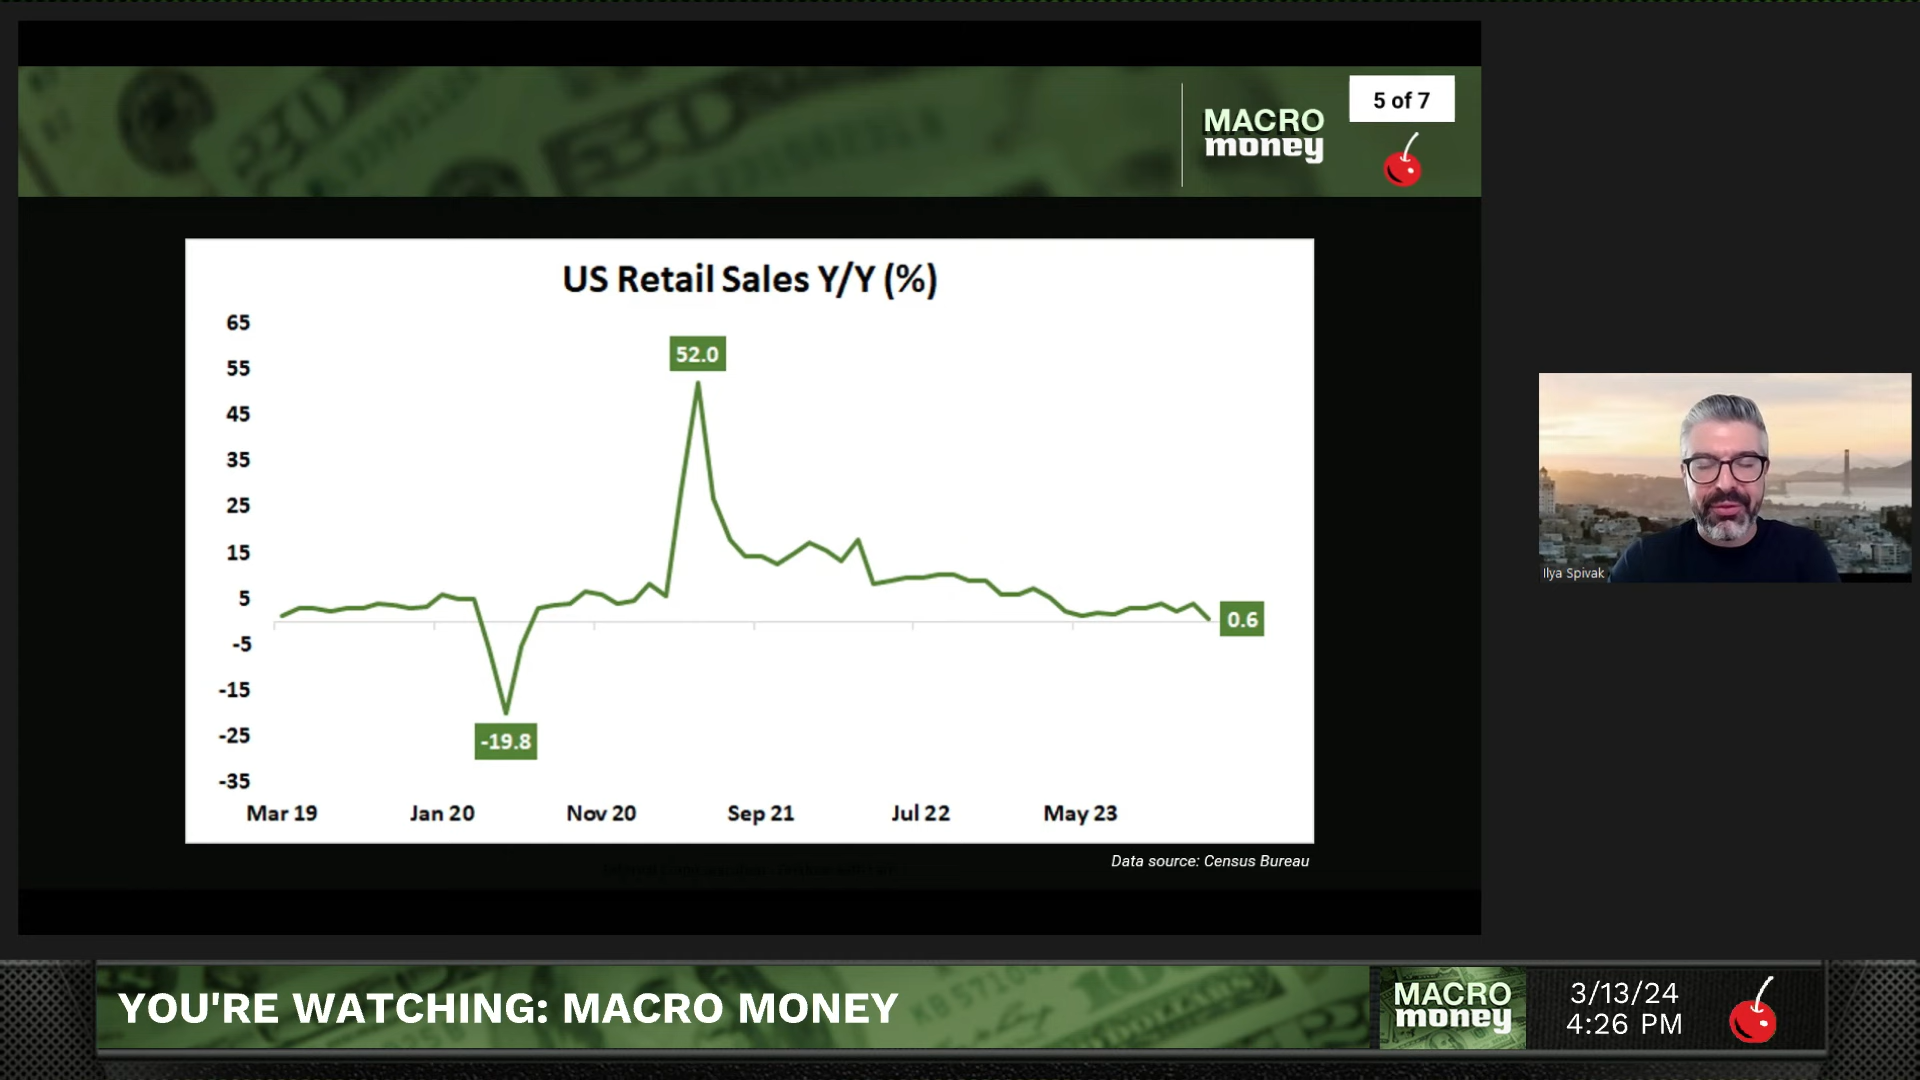 MACRO
money
5 of 7
US Retail Sales Y/Y (%)
65
55
45
35
25
15
5
-5
-15
-25
-35
52.0
-19.8
0.6
Mar 19
Jan 20
Nov 20
Sep 21
Jul 22
May 23
Data source: Census Bureau
Ilya Spivak
YOU'RE WATCHING: MACRO MONEY
MACRO
money
3/13/24
4:26 PM